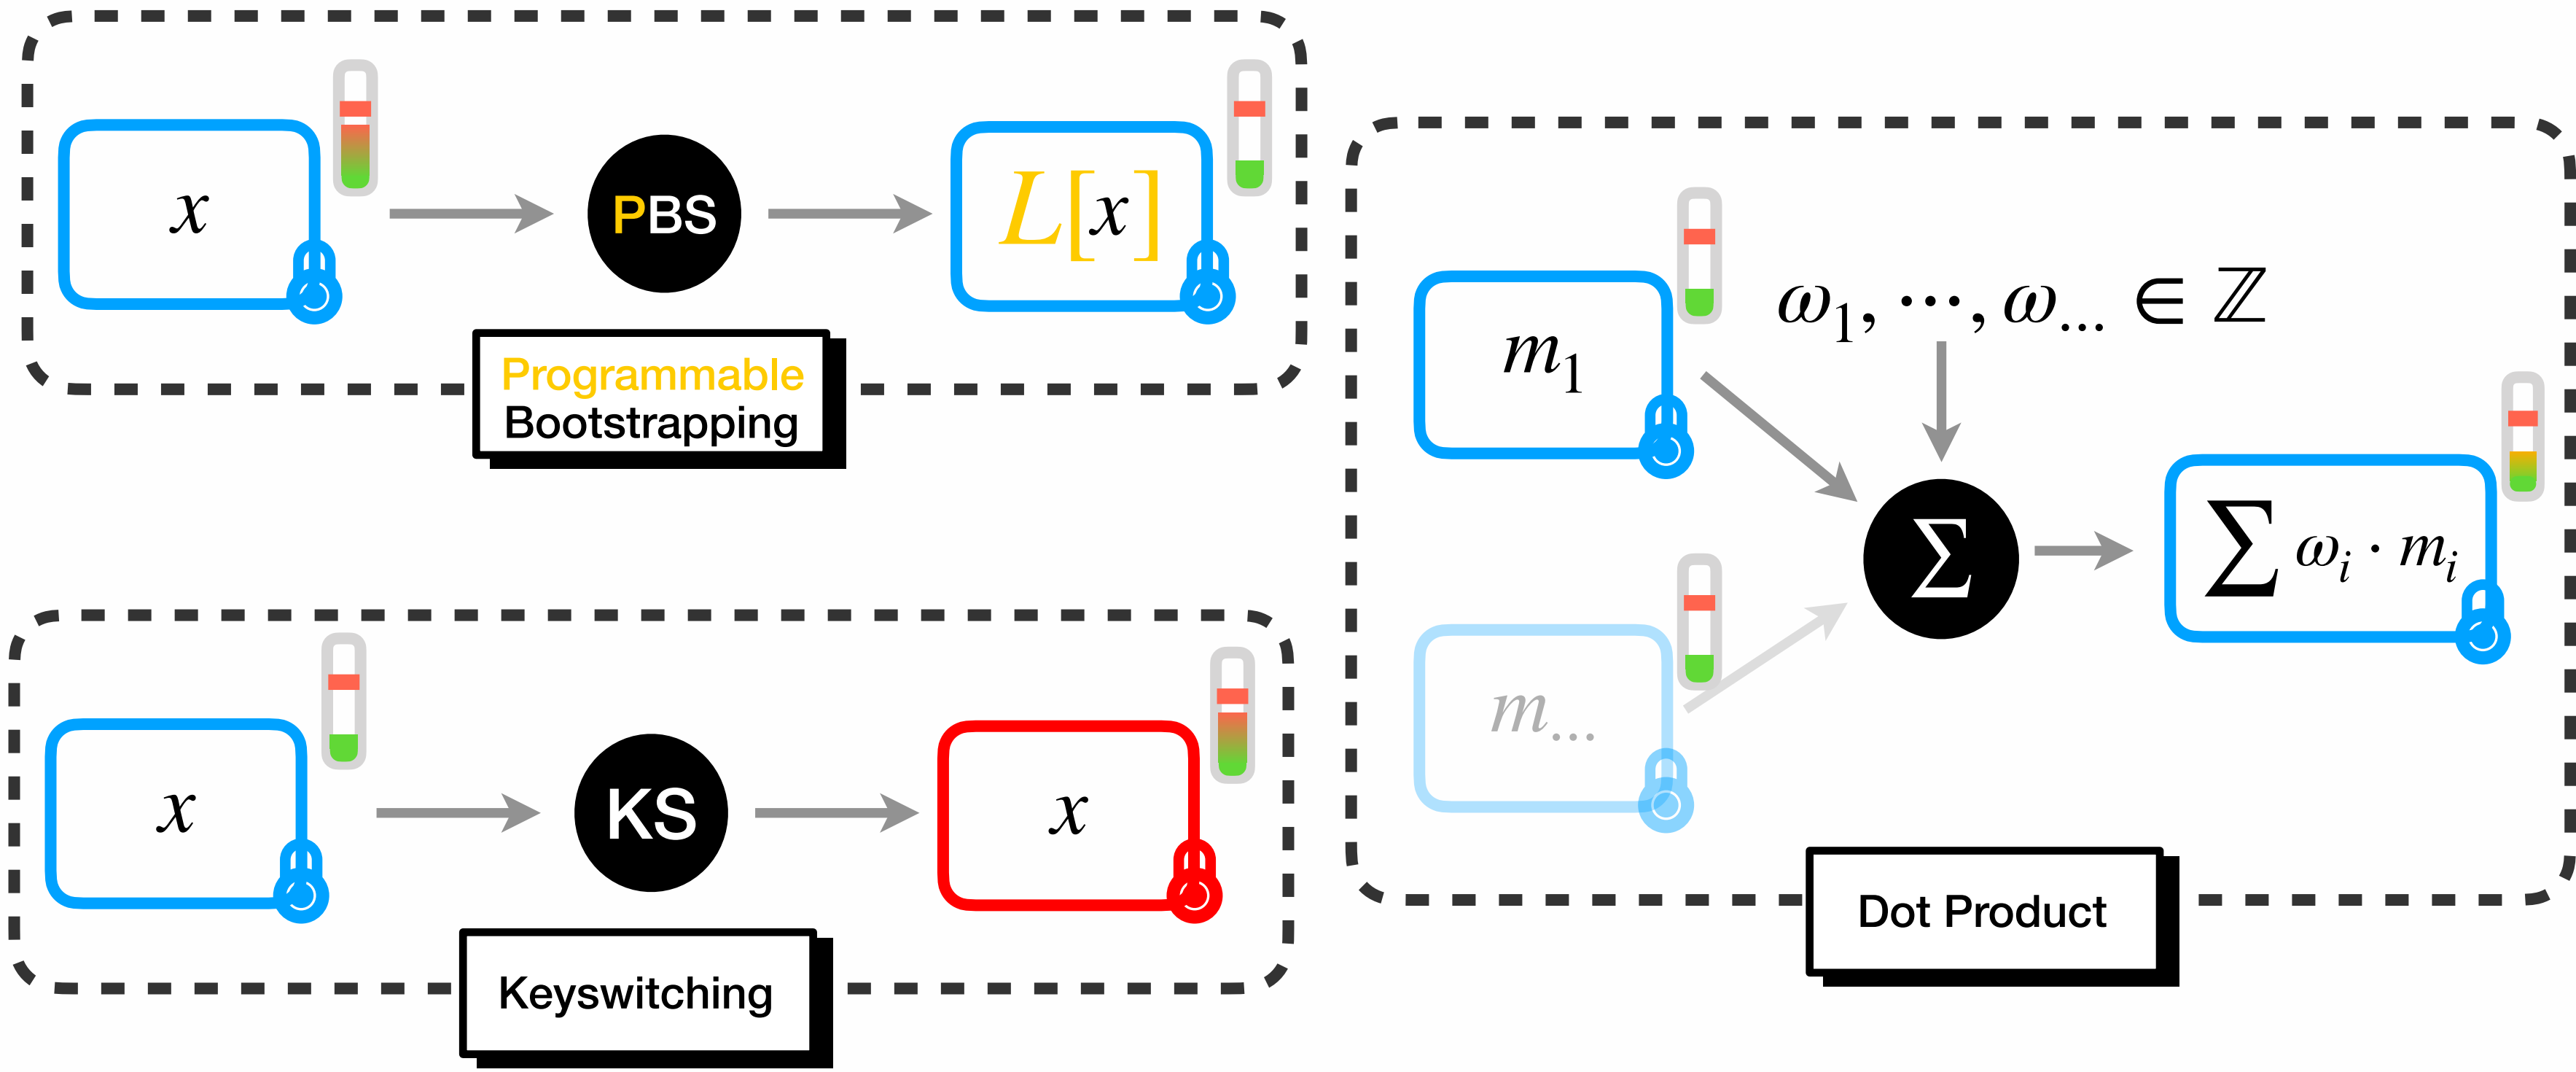 x
PBS
L[x]
Programmable
Bootstrapping
x
KS
x
Keyswitching
m₁
ω₁, ⋯, ω… ∈ ℤ
m…
Σ
∑ ωᵢ · mᵢ
Dot Product